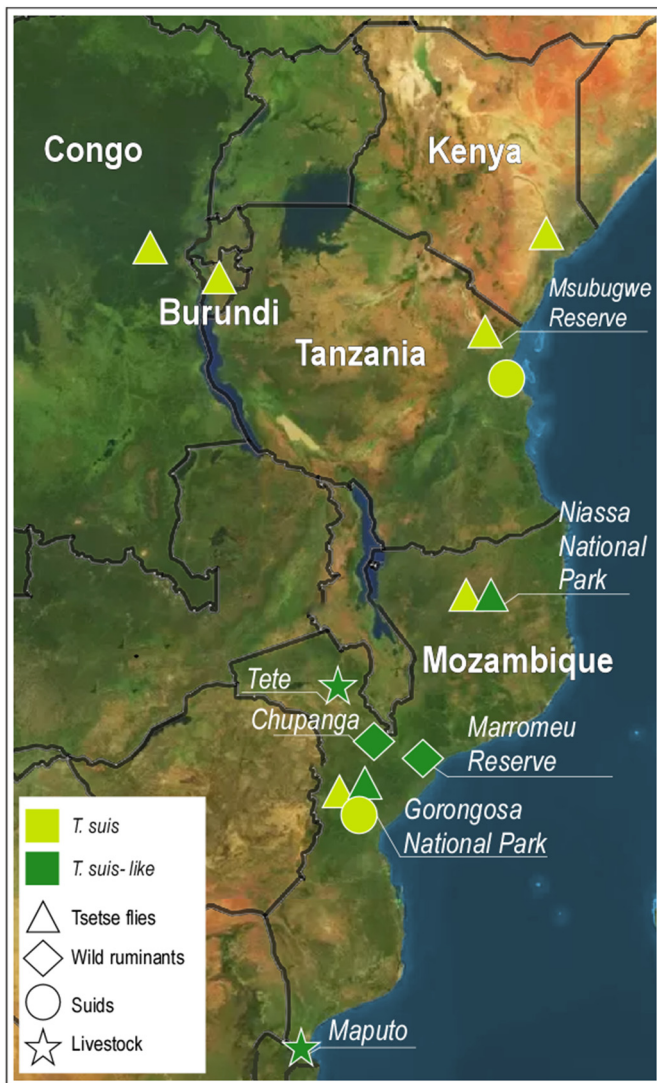 Congo
Kenya
Msubugwe
Reserve
Burundi
Tanzania
Niassa
National
Park
Mozambique
Tete
Chupanga
Marromeu
Reserve
Gorongosa
National Park
T. suis
T. suis- like
Tsetse flies
Wild ruminants
Suids
Livestock
Maputo